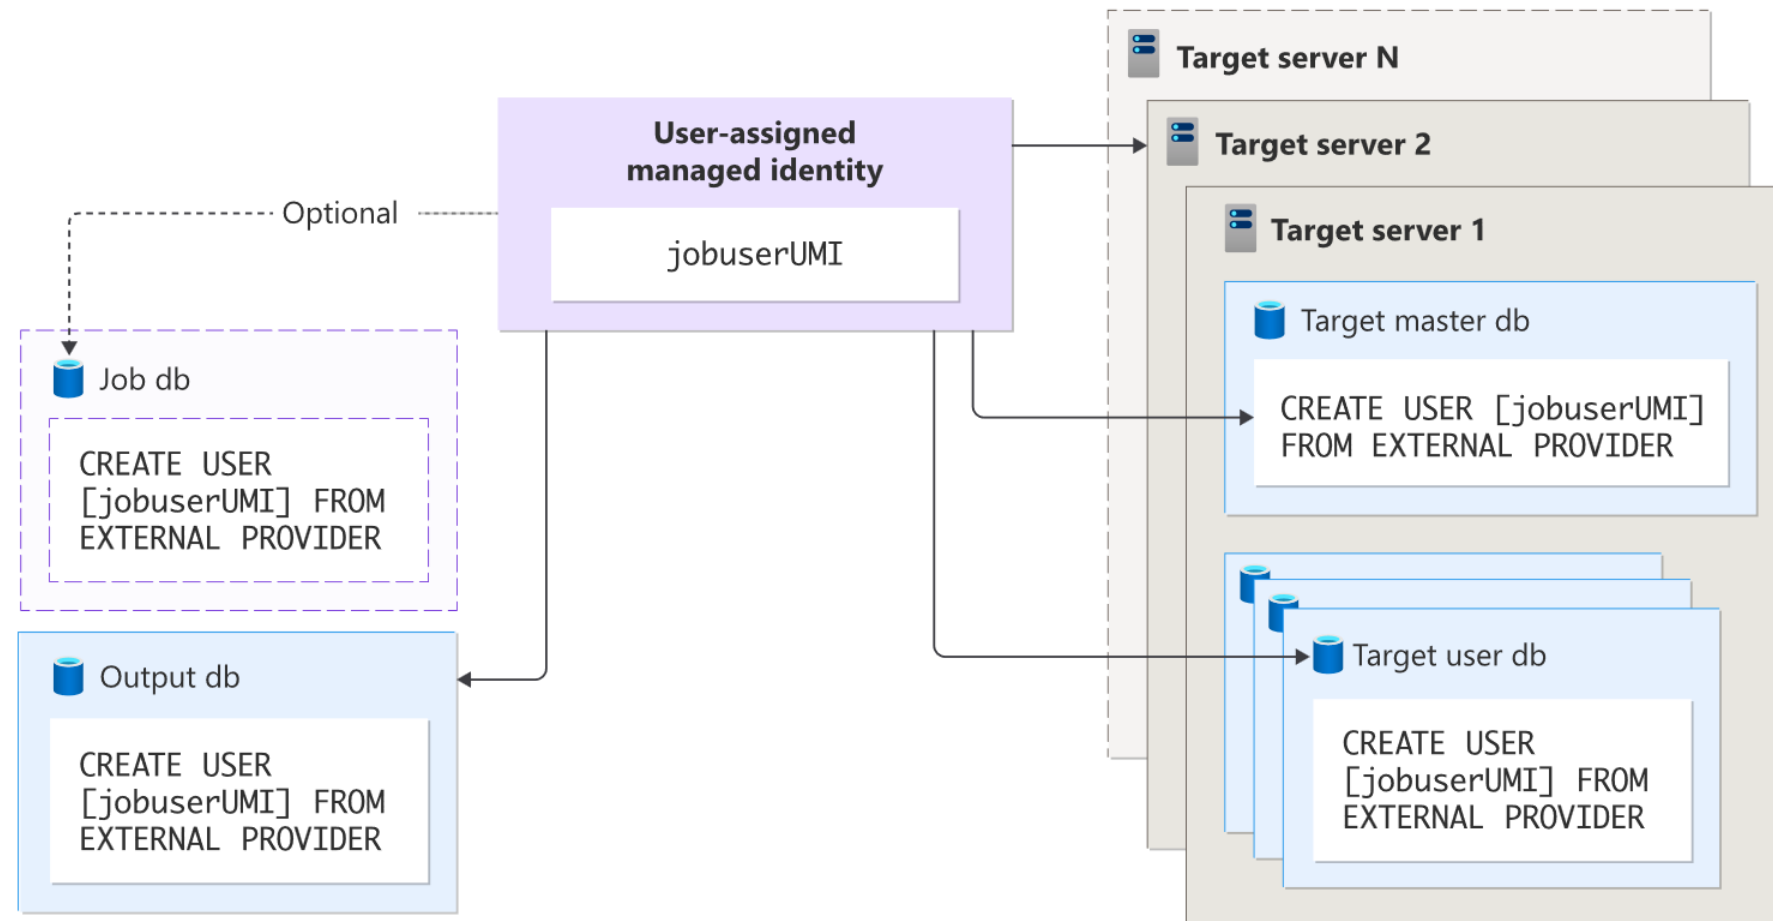 Target server N
User-assigned
managed identity
Target server 2
Optional
Target server 1
jobuserUMI
Target master db
Job db
CREATE USER [jobuserUMI]
FROM EXTERNAL PROVIDER
CREATE USER
[jobuserUMI] FROM
EXTERNAL PROVIDER
Output db
Target user db
CREATE USER
[jobuserUMI] FROM
EXTERNAL PROVIDER
CREATE USER
[jobuserUMI] FROM
EXTERNAL PROVIDER